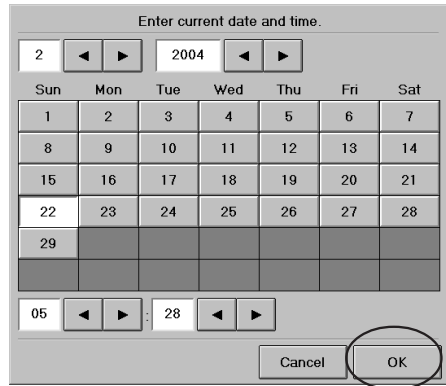 Enter current date and time.
2 ◄ ► 2004 ◄ ►
Sun Mon Tue Wed Thu Fri Sat
1 2 3 4 5 6 7
8 9 10 11 12 13 14
15 16 17 18 19 20 21
22 23 24 25 26 27 28
29
05 ◄ ► : 28 ◄ ►
Cancel OK